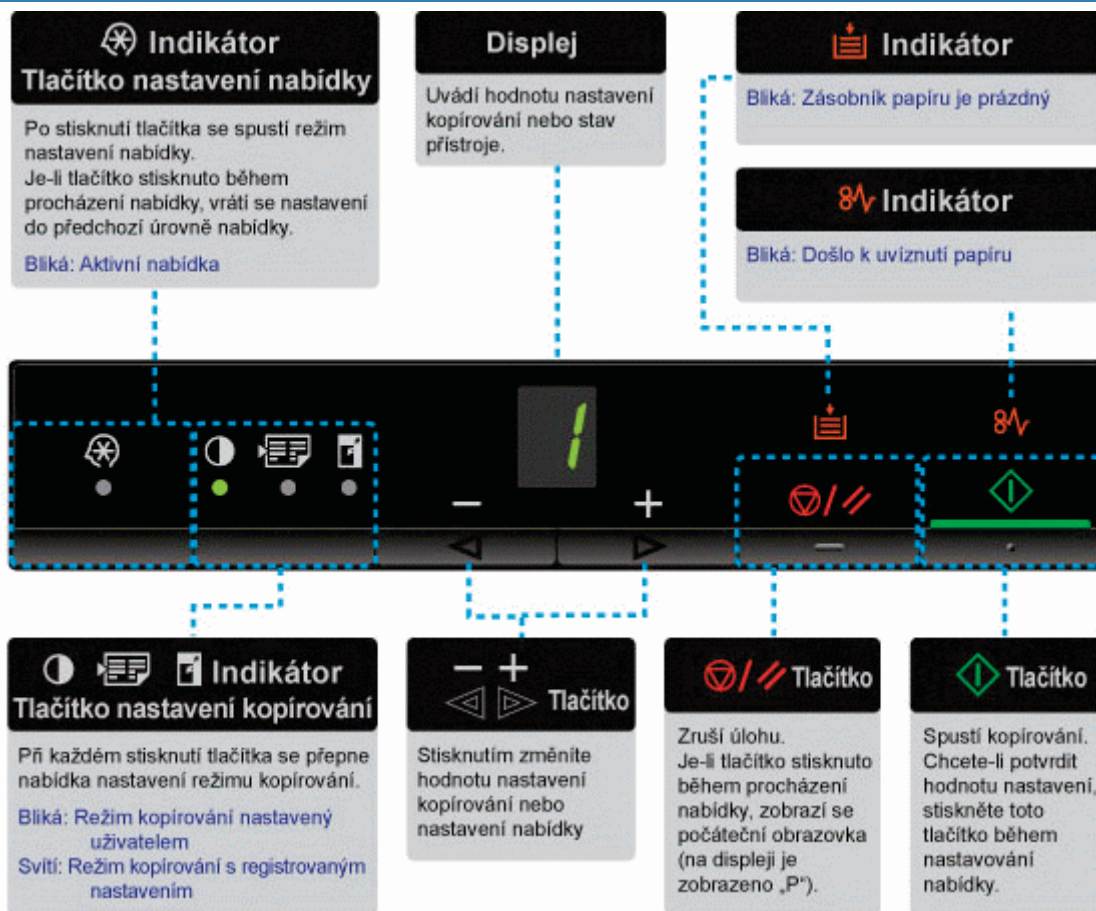 Indikátor
Tlačítko nastavení nabídky
Po stisknutí tlačítka se spustí režim
nastavení nabídky.
Je-li tlačítko stisknuto během
procházení nabídky, vrátí se nastavení
do předchozí úrovně nabídky.
Bliká: Aktivní nabídka
Displej
Uvádí hodnotu nastavení
kopírování nebo stav
přístroje.
Indikátor
Bliká: Zásobník papíru je prázdný
Indikátor
Bliká: Došlo k uvíznutí papíru
1
− +
Indikátor
Tlačítko nastavení kopírování
Při každém stisknutí tlačítka se přepne
nabídka nastavení režimu kopírování.
Bliká: Režim kopírování nastavený
uživatelem
Svítí: Režim kopírování s registrovaným
nastavením
− +
Tlačítko
Stisknutím změníte
hodnotu nastavení
kopírování nebo
nastavení nabídky
Tlačítko
Zruší úlohu.
Je-li tlačítko stisknuto
během procházení
nabídky, zobrazí se
počáteční obrazovka
(na displeji je
zobrazeno „P“).
Tlačítko
Spustí kopírování.
Chcete-li potvrdit
hodnotu nastavení,
stiskněte toto
tlačítko během
nastavování
nabídky.